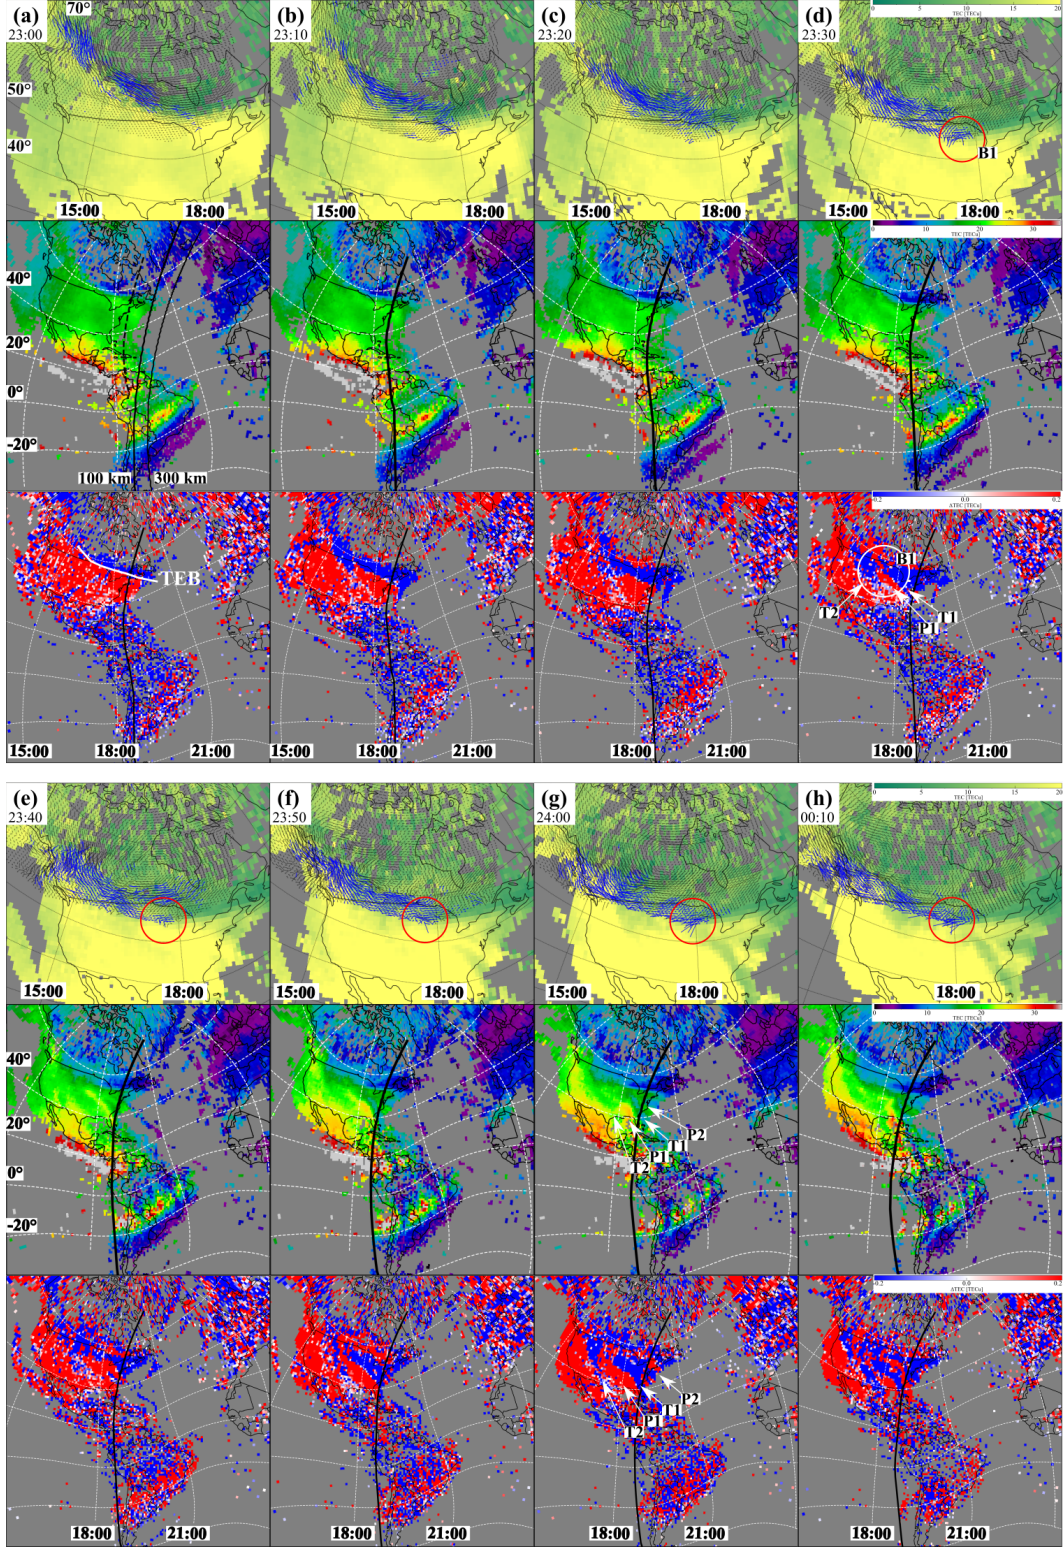 (a) (b) (c) (d)
0 5 10 15 20
TEC [TECu]
23:00 23:10 23:20 23:30
70°
50°
40°
B1
15:00 18:00 15:00 18:00 15:00 18:00 15:00 18:00
0 10 20 30
TEC [TECu]
40°
20°
0°
-20°
100 km 300 km
-0.2 0.0 0.2
ΔTEC [TECu]
TEB
B1
T2 T1
P1
15:00 18:00 21:00 15:00 18:00 21:00 15:00 18:00 21:00 18:00 21:00
(e) (f) (g) (h)
0 5 10 15 20
TEC [TECu]
23:40 23:50 24:00 00:10
15:00 18:00 15:00 18:00 15:00 18:00 18:00
0 10 20 30
TEC [TECu]
40°
20°
0°
-20°
P2
T1
P1
T2
-0.2 0.0 0.2
ΔTEC [TECu]
P2
T1
P1
T2
18:00 21:00 18:00 21:00 18:00 21:00 18:00 21:00